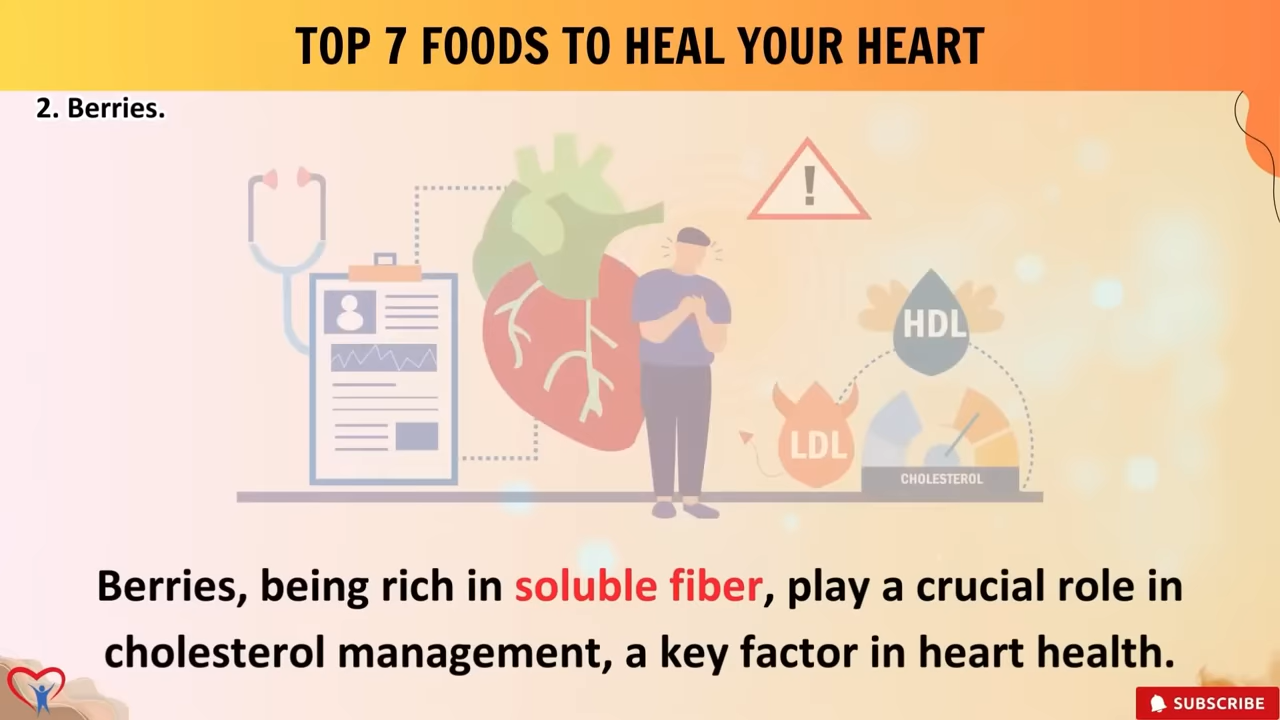 TOP 7 FOODS TO HEAL YOUR HEART
2. Berries.
!
HDL
LDL
CHOLESTEROL
Berries, being rich in soluble fiber, play a crucial role in
cholesterol management, a key factor in heart health.
SUBSCRIBE